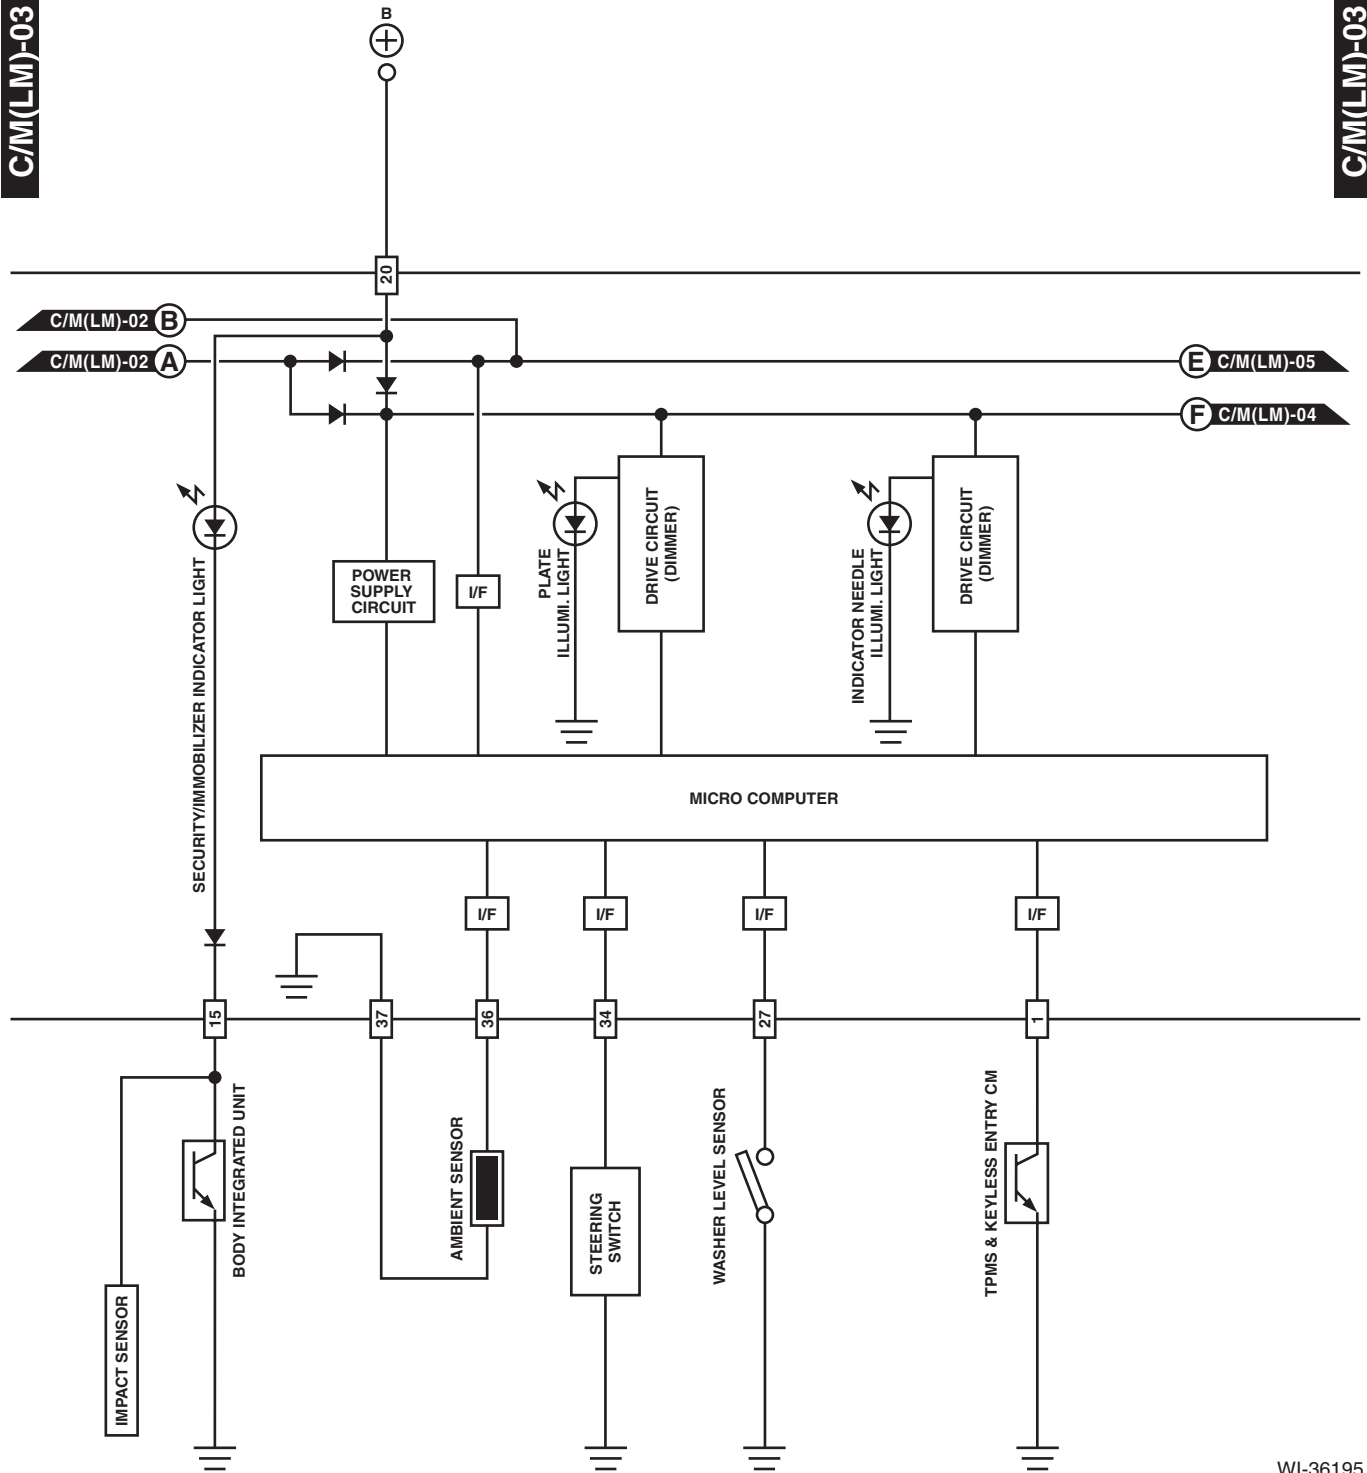 C/M(LM)-03
C/M(LM)-03
B
20
C/M(LM)-02 B
C/M(LM)-02 A
E C/M(LM)-05
F C/M(LM)-04
SECURITY/IMMOBILIZER INDICATOR LIGHT
POWER
SUPPLY
CIRCUIT
I/F
PLATE
ILLUMI. LIGHT
DRIVE CIRCUIT
(DIMMER)
INDICATOR NEEDLE
ILLUMI. LIGHT
DRIVE CIRCUIT
(DIMMER)
MICRO COMPUTER
I/F
I/F
I/F
I/F
15
37
36
34
27
1
IMPACT SENSOR
BODY INTEGRATED UNIT
AMBIENT SENSOR
STEERING
SWITCH
WASHER LEVEL SENSOR
TPMS & KEYLESS ENTRY CM
WI-36195